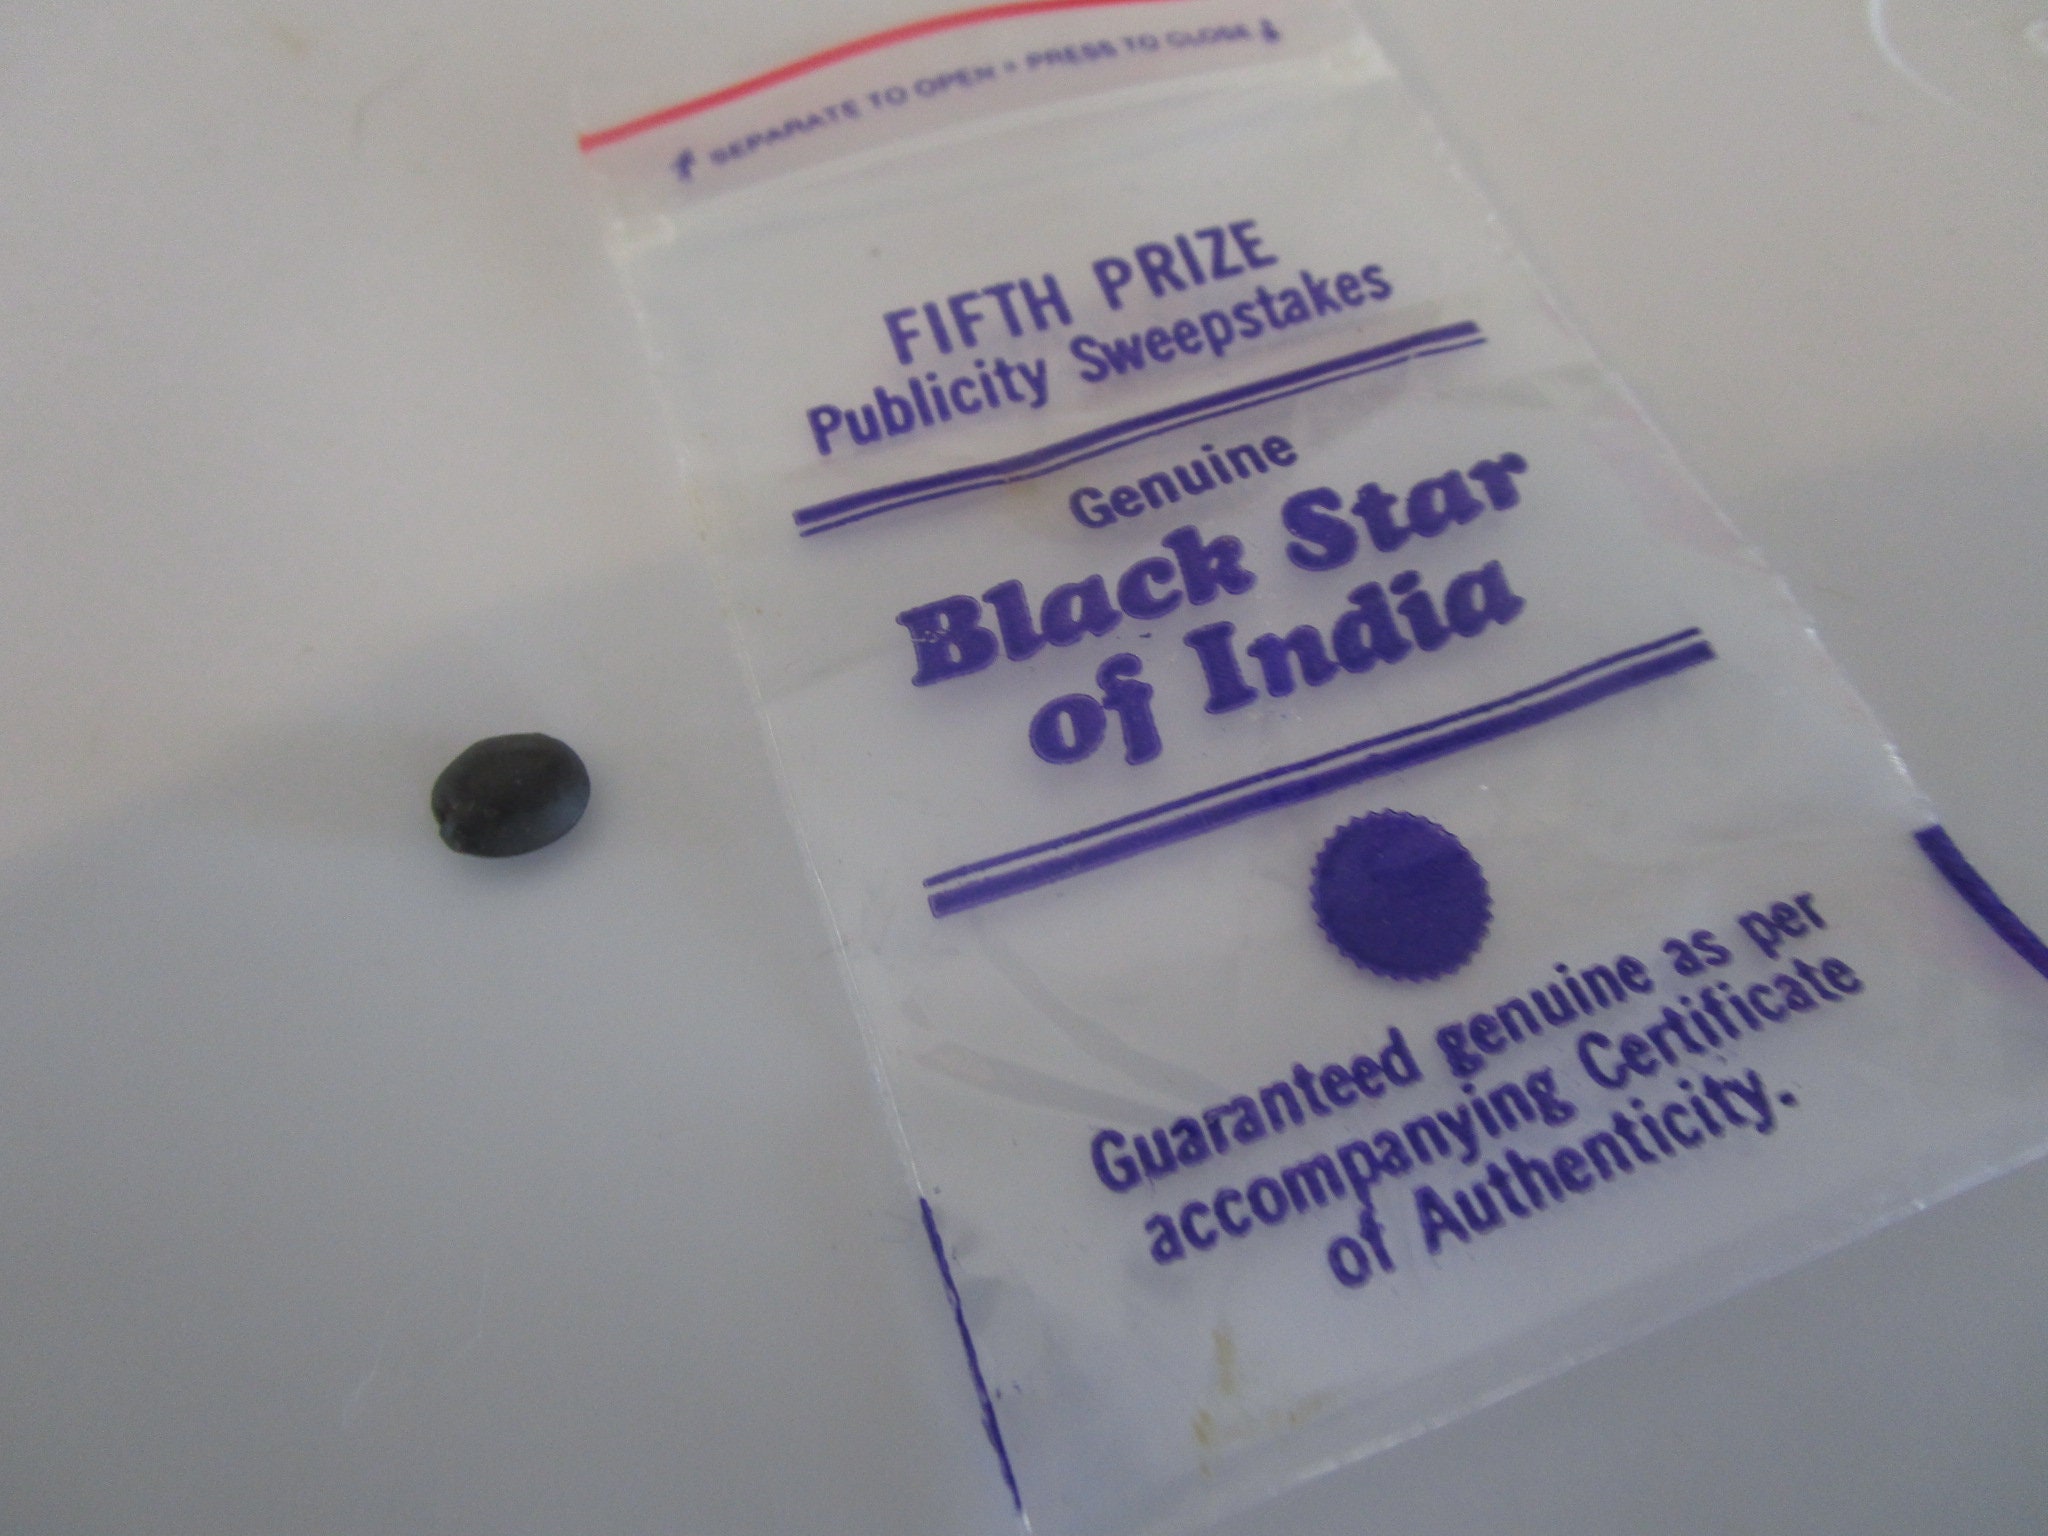 SEPARATE TO OPEN • PRESS TO CLOSE
FIFTH PRIZE
Publicity Sweepstakes
Genuine
Black Star
of India
Guaranteed genuine as per
accompanying Certificate
of Authenticity.